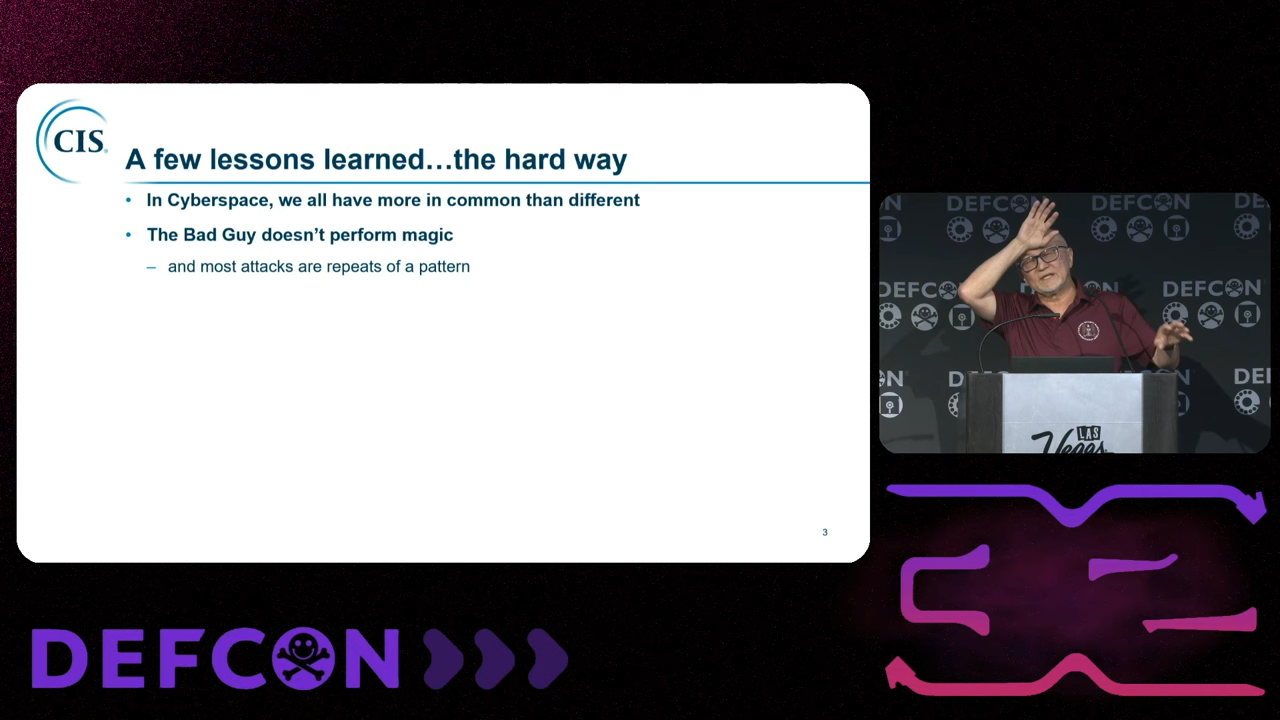 CIS
A few lessons learned…the hard way
• In Cyberspace, we all have more in common than different
• The Bad Guy doesn’t perform magic
– and most attacks are repeats of a pattern
3
DEFCON DEFCON
DEFCON DEFCON
LAS
Vegas
DEFCON